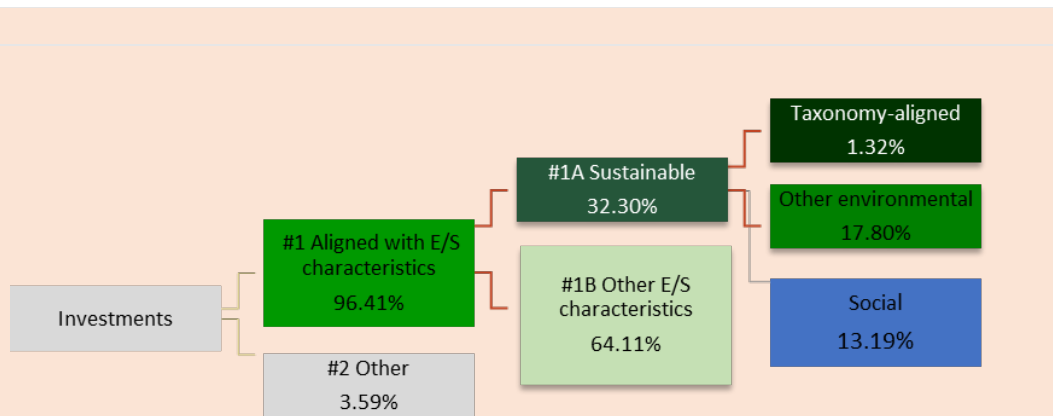 Investments
#1 Aligned with E/S
characteristics
96.41%
#2 Other
3.59%
#1A Sustainable
32.30%
#1B Other E/S
characteristics
64.11%
Taxonomy-aligned
1.32%
Other environmental
17.80%
Social
13.19%